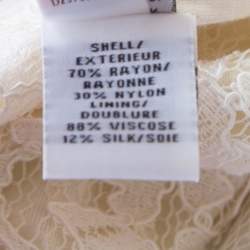 SHELL/
EXTERIEUR
70% RAYON/
RAYONNE
30% NYLON
LINING/
DOUBLURE
88% VISCOSE
12% SILK/SOIE